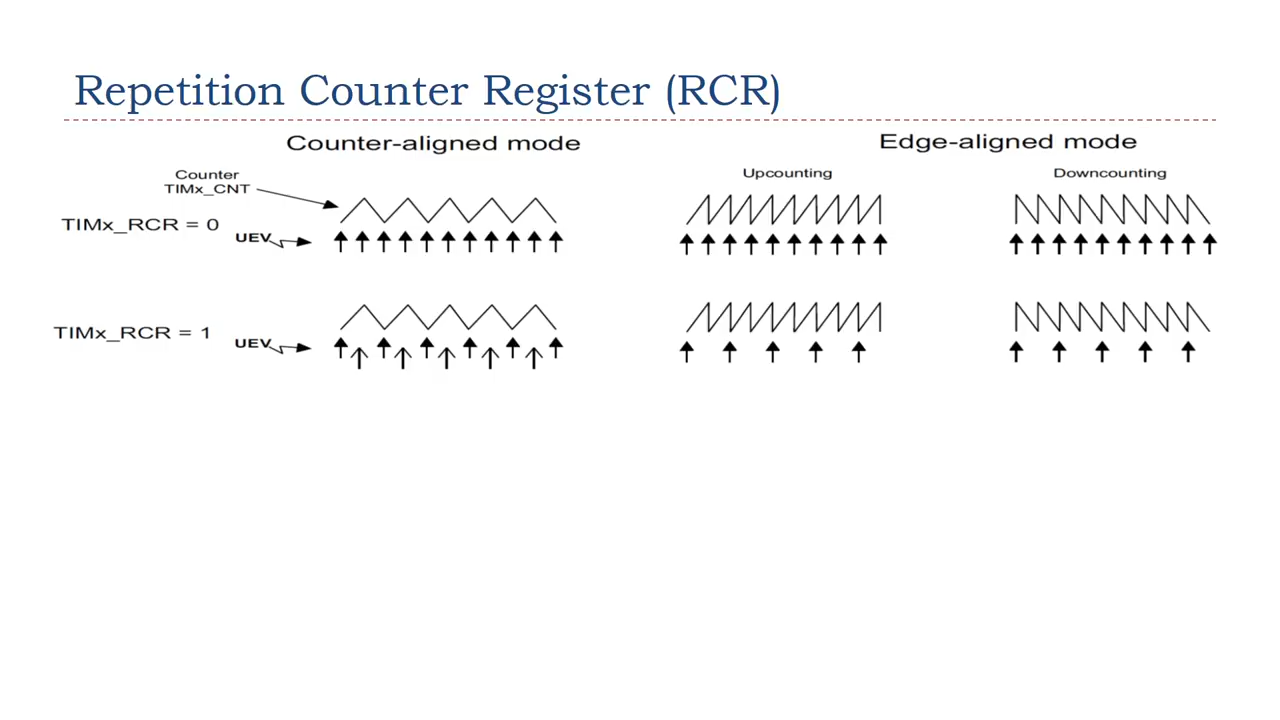 Repetition Counter Register (RCR)
Counter-aligned mode
Edge-aligned mode
Counter
TIMx_CNT
Upcounting
Downcounting
TIMx_RCR = 0
UEV
TIMx_RCR = 1
UEV